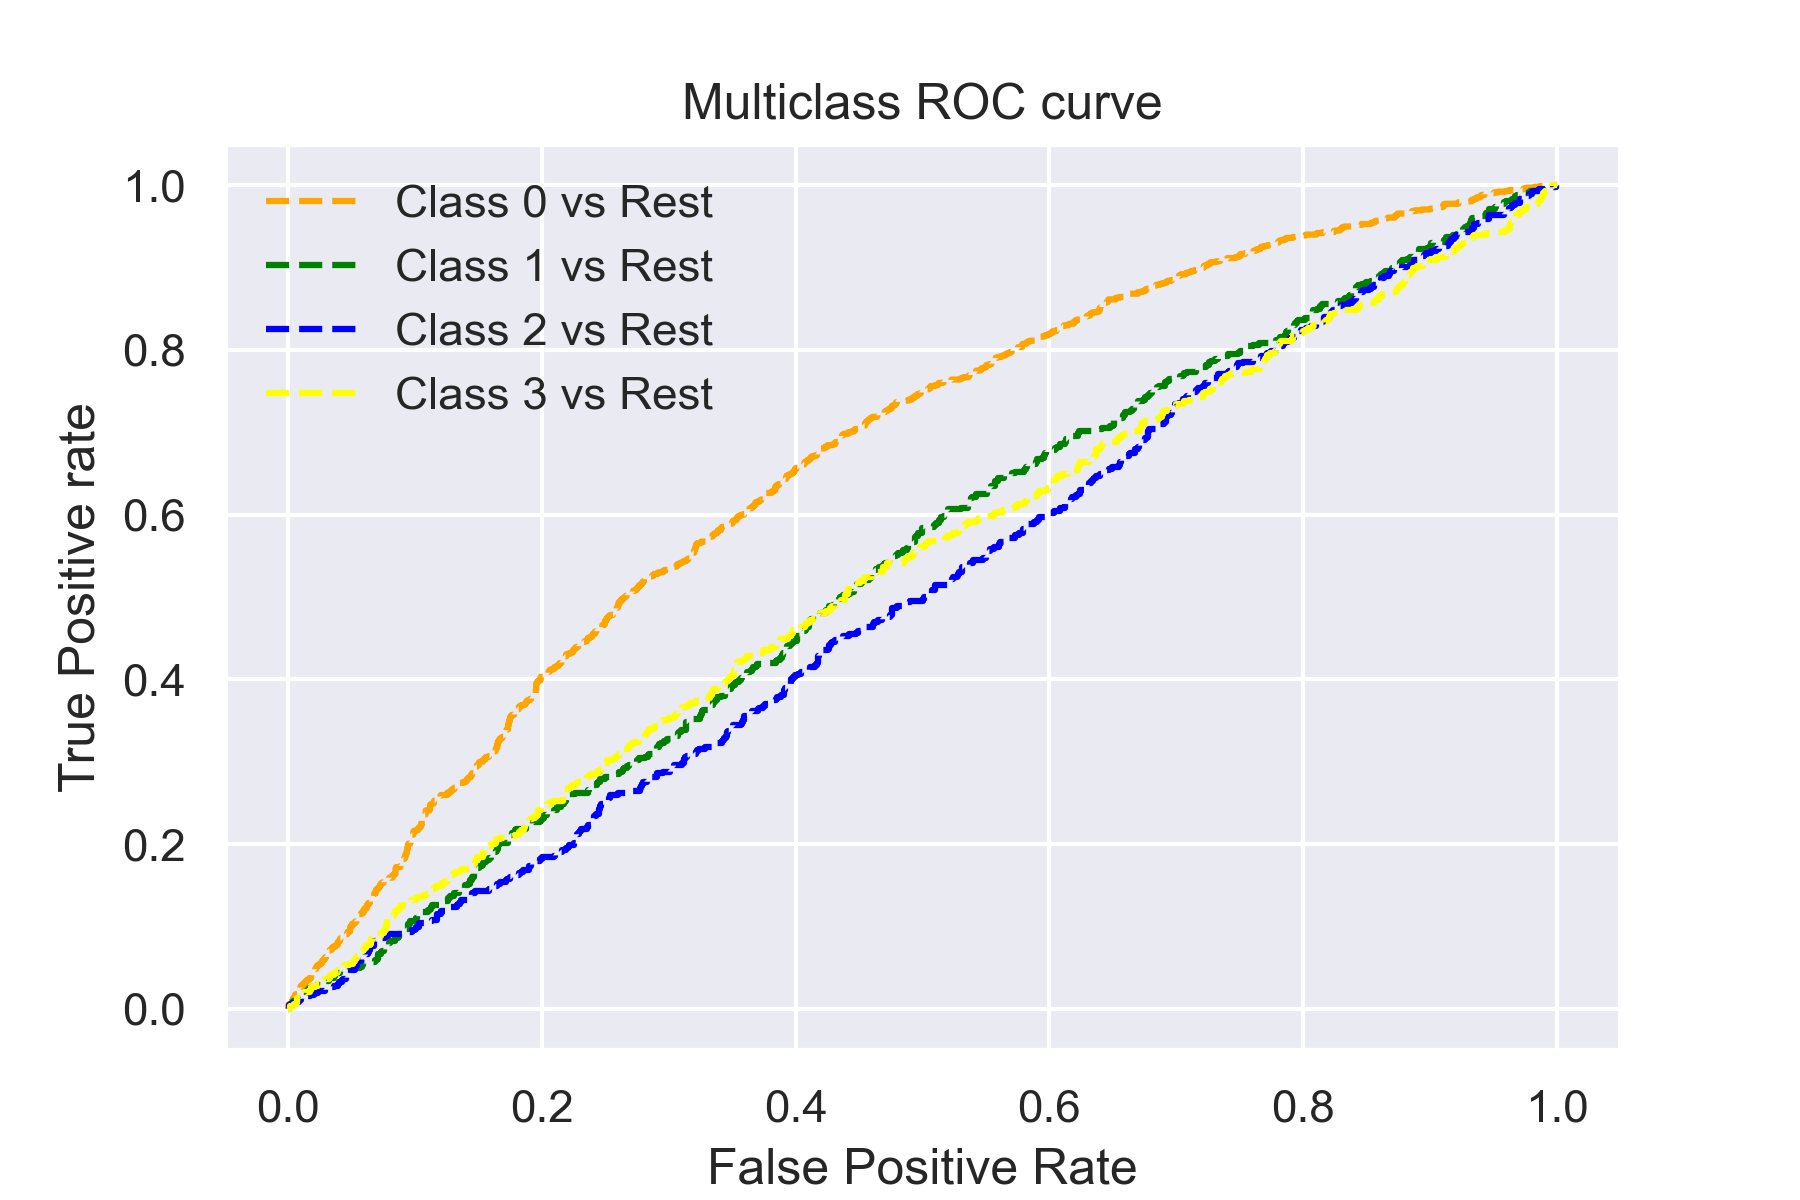 Multiclass ROC curve
1.0
0.8
0.6
0.4
0.2
0.0
True Positive rate
Class 0 vs Rest
Class 1 vs Rest
Class 2 vs Rest
Class 3 vs Rest
0.0 0.2 0.4 0.6 0.8 1.0
False Positive Rate